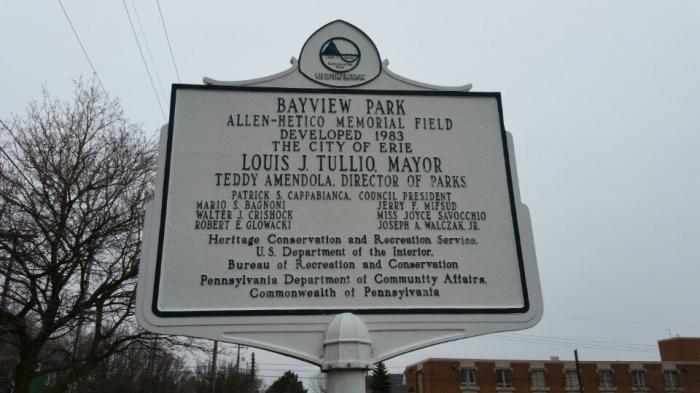 BAYVIEW PARK
ALLEN-HETICO MEMORIAL FIELD
DEVELOPED 1983
THE CITY OF ERIE
LOUIS J. TULLIO, MAYOR
TEDDY AMENDOLA, DIRECTOR OF PARKS
PATRICK S. CAPPABIANCA, COUNCIL PRESIDENT
MARIO S. BAGNONI JERRY F. MIFSUD
WALTER J. CRISHOCK MISS JOYCE SAVOCCHIO
ROBERT E. GLOWACKI JOSEPH A. WALCZAK, JR.
Heritage Conservation and Recreation Service,
U.S. Department of the Interior,
Bureau of Recreation and Conservation
Pennsylvania Department of Community Affairs,
Commonwealth of Pennsylvania